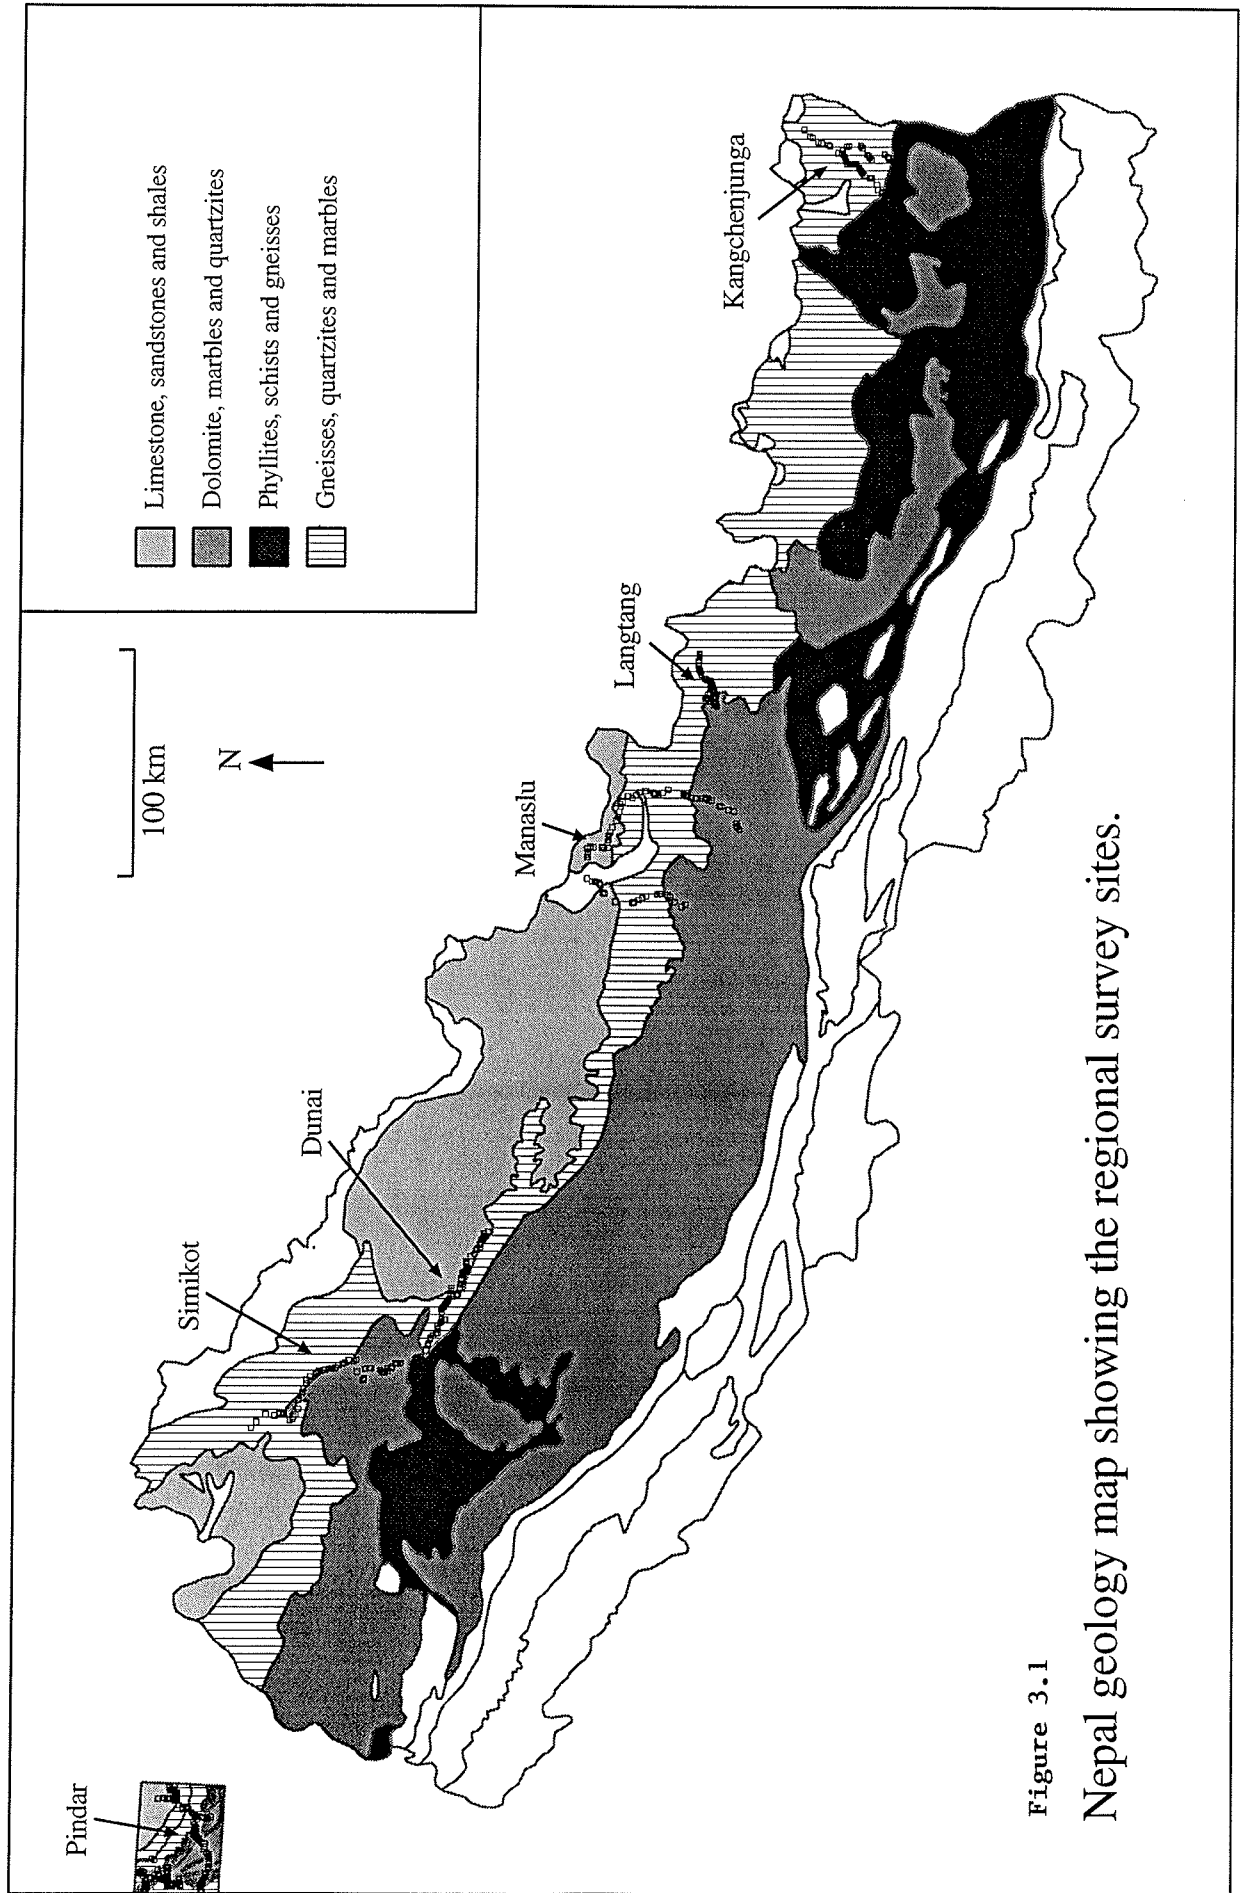 Limestone, sandstones and shales
Dolomite, marbles and quartzites
Phyllites, schists and gneisses
Gneisses, quartzites and marbles
100 km
N
Pindar
Simikot
Dunai
Manaslu
Langtang
Kangchenjunga
Figure 3.1
Nepal geology map showing the regional survey sites.